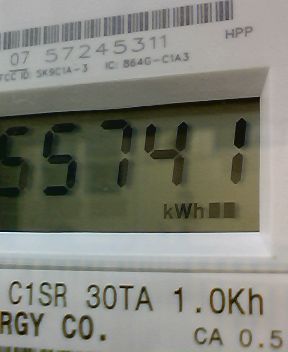 07 57245311 HPP
FCC ID: SK9C1A-3 IC: 864G-C1A3
55741
kWh
C1SR 30TA 1.0Kh
RGY CO. CA 0.5